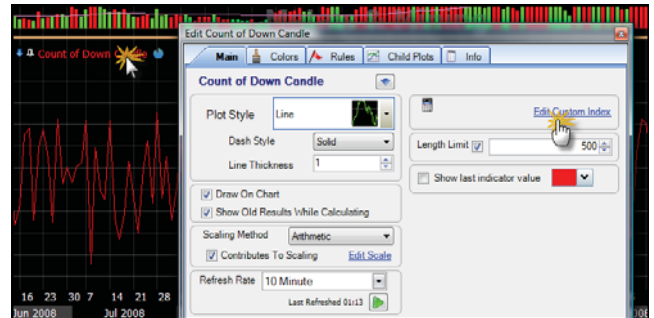 Edit Count of Down Candle
Count of Down Candle
Main Colors Rules Child Plots Info
Count of Down Candle
Plot Style Line
Edit Custom Index
Dash Style Solid
Length Limit 500
Line Thickness 1
Show last indicator value
Draw On Chart
Show Old Results While Calculating
Scaling Method Arithmetic
Contributes To Scaling Edit Scale
Refresh Rate 10 Minute
Last Refreshed 01:13
16 23 30 7 14 21 28
Jun 2008 Jul 2008